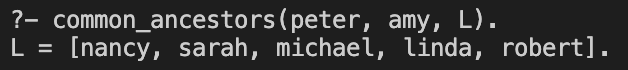 ?- common_ancestors(peter, amy, L).
L = [nancy, sarah, michael, linda, robert].